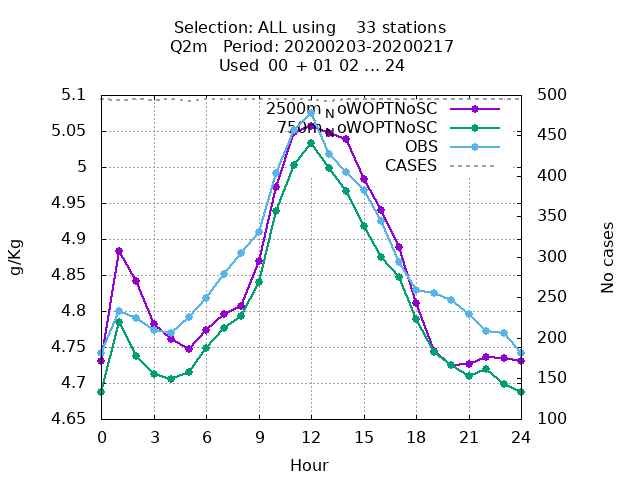 Selection: ALL using    33 stations
Q2m   Period: 20200203-20200217
Used  00 + 01 02 ... 24
5.1
5.05
5
4.95
4.9
4.85
4.8
4.75
4.7
4.65
g/Kg
2500m NoWOPTNoSC
750m NoWOPTNoSC
OBS
CASES
500
450
400
350
300
250
200
150
100
No cases
0 3 6 9 12 15 18 21 24
Hour